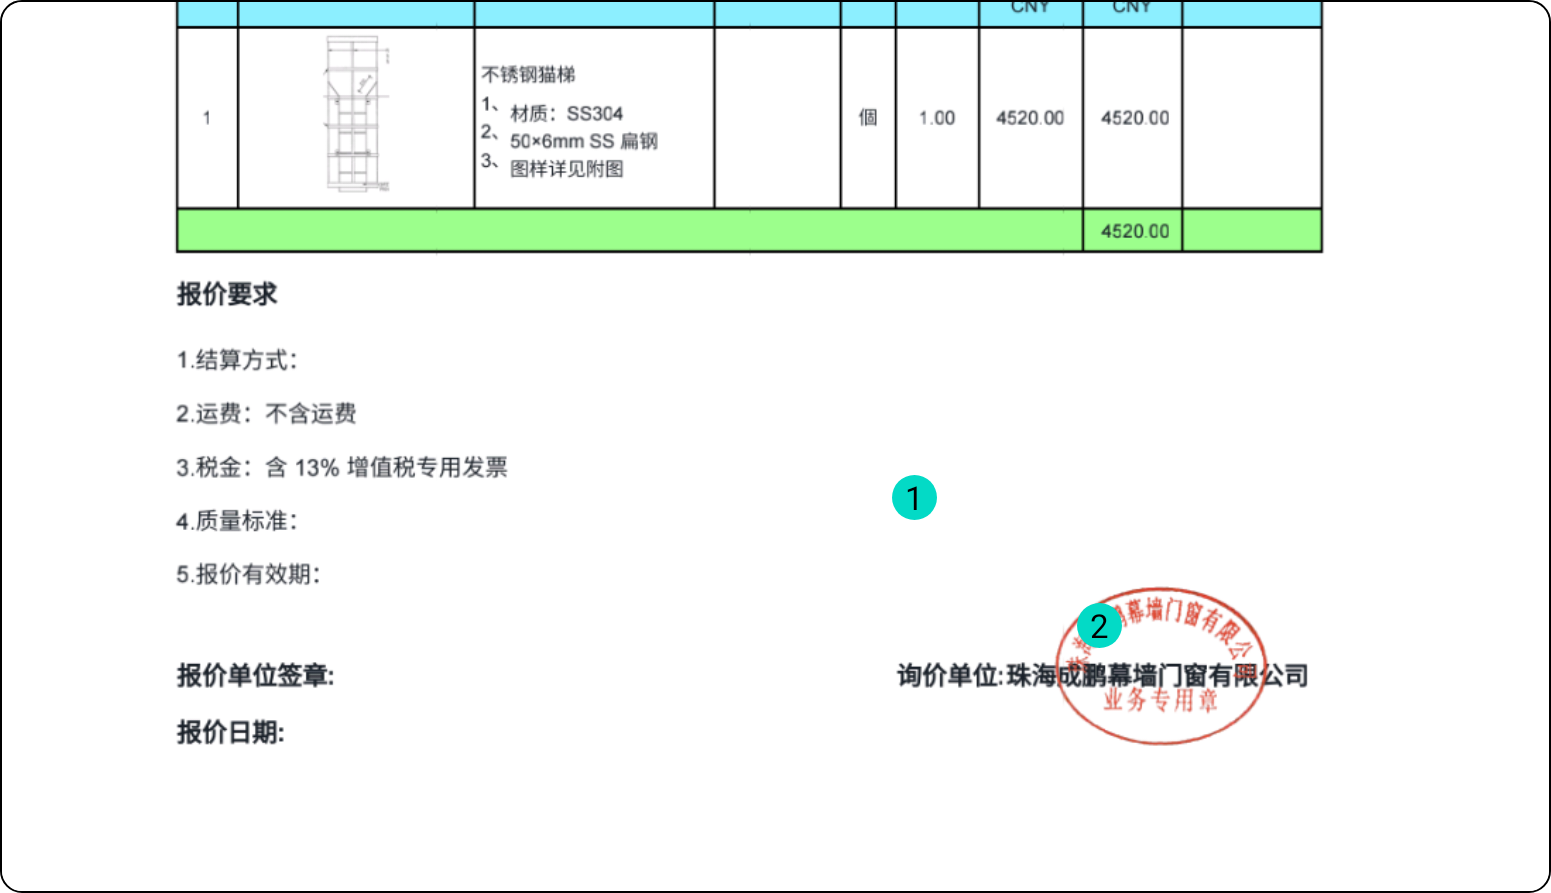 CNY CNY
1
不锈钢猫梯
1、材质：SS304
2、50×6mm SS 扁钢
3、图样详见附图
個 1.00 4520.00 4520.00
4520.00
报价要求
1.结算方式：
2.运费：不含运费
3.税金：含 13% 增值税专用发票
1
4.质量标准：
5.报价有效期：
2
幕墙门窗有限公
报价单位签章:
询价单位:珠海成鹏幕墙门窗有限公司
业务专用章
报价日期: